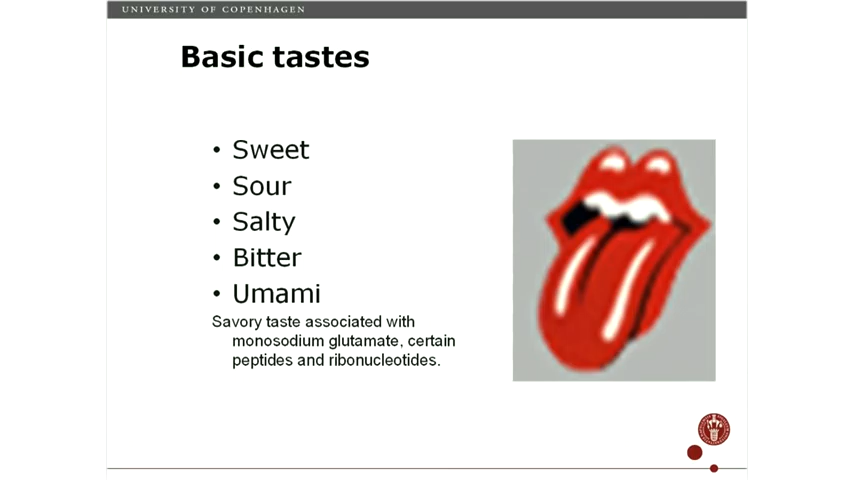 UNIVERSITY OF COPENHAGEN
Basic tastes
• Sweet
• Sour
• Salty
• Bitter
• Umami
Savory taste associated with
monosodium glutamate, certain
peptides and ribonucleotides.